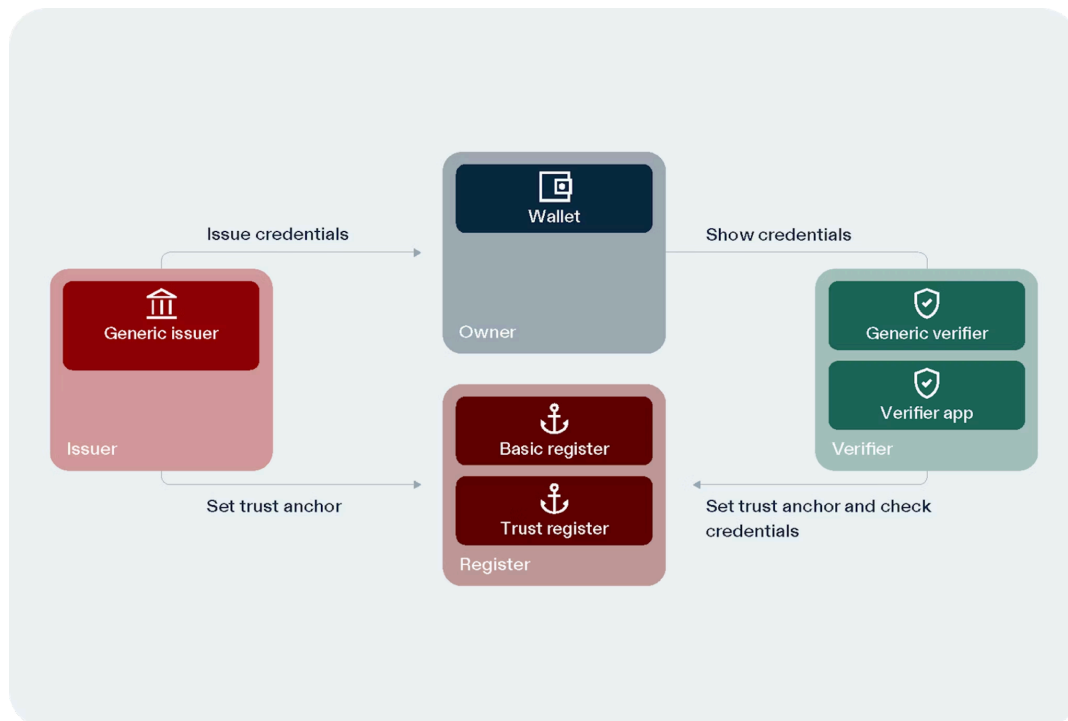 Wallet
Issue credentials
Show credentials
Generic issuer
Generic verifier
Owner
Verifier app
Issuer
Basic register
Verifier
Set trust anchor
Set trust anchor and check
credentials
Trust register
Register